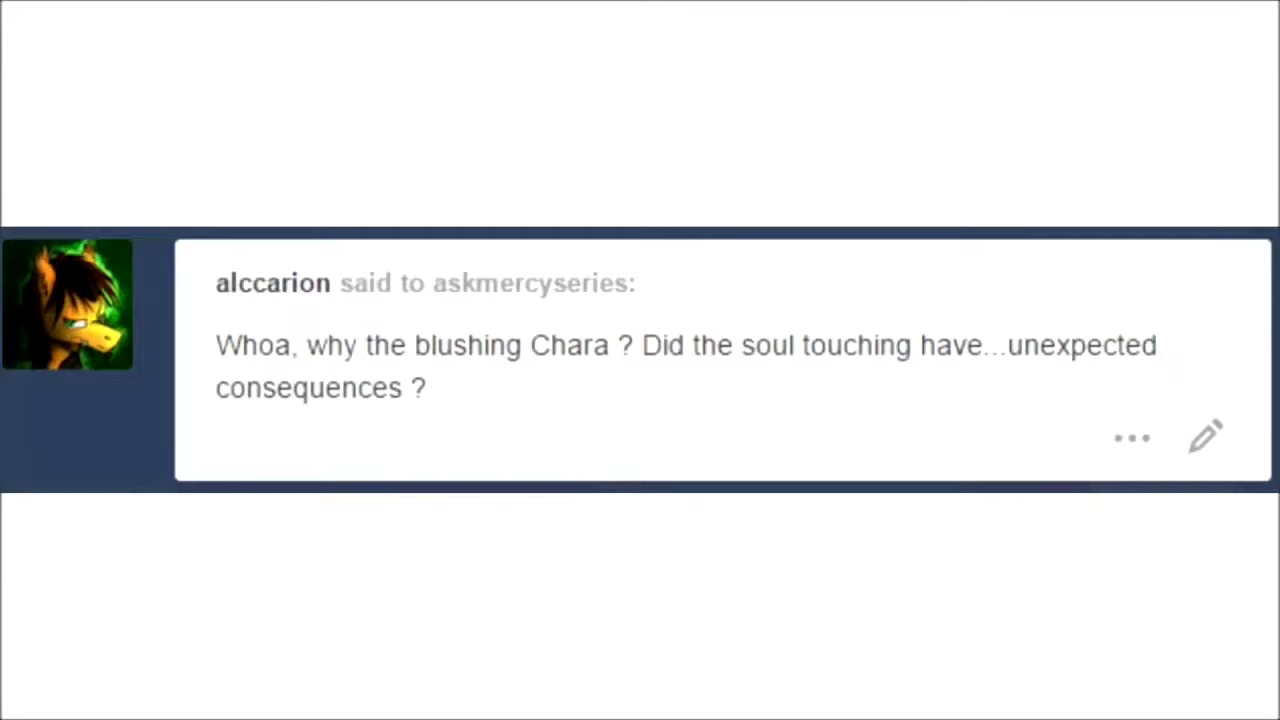 alccarion said to askmercyseries:
Whoa, why the blushing Chara ? Did the soul touching have...unexpected
consequences ?